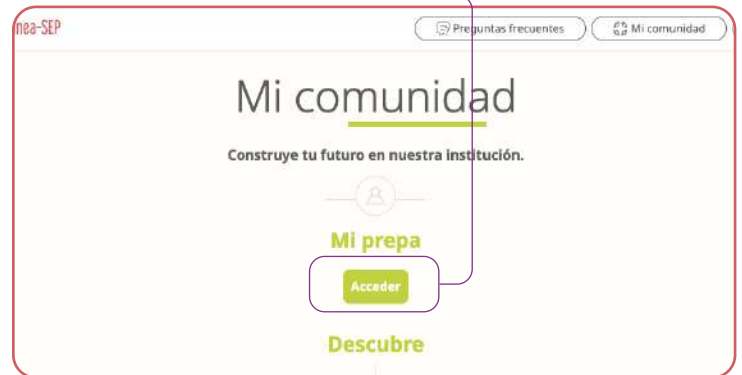 nea-SEP Preguntas frecuentes Mi comunidad
Mi comunidad
Construye tu futuro en nuestra institución.
Mi prepa
Acceder
Descubre